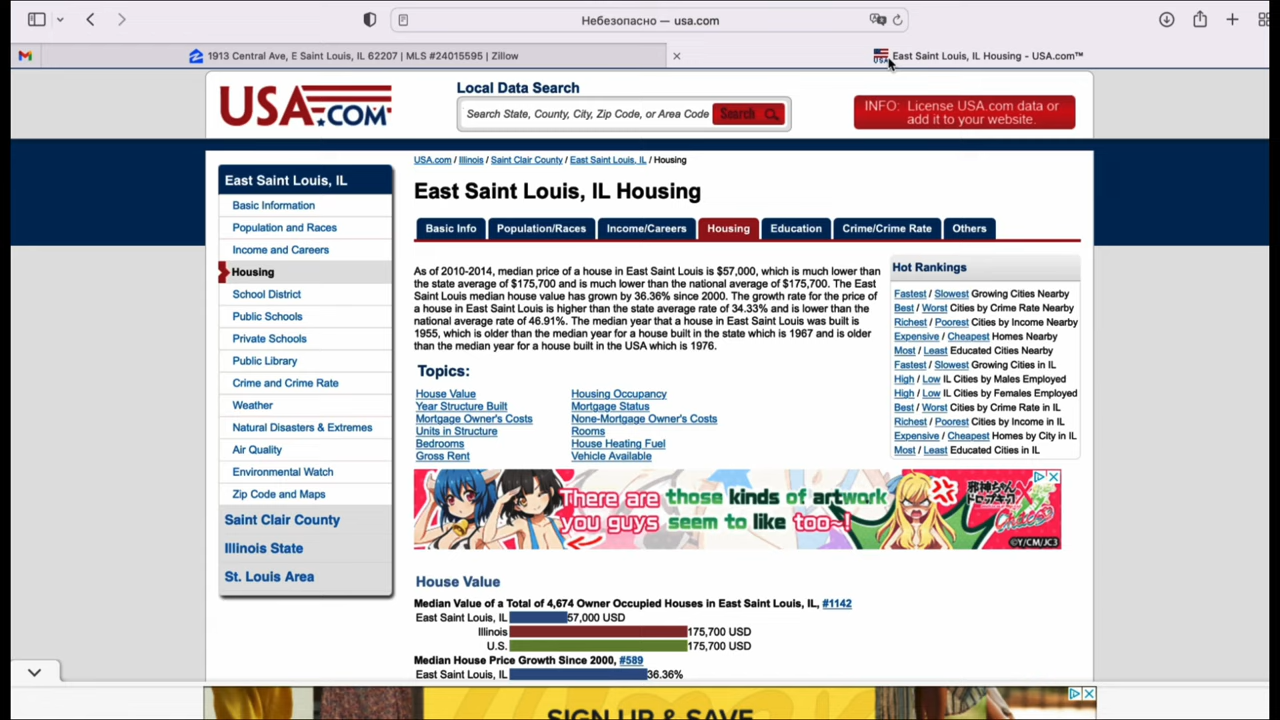 Небезопасно — usa.com
1913 Central Ave, E Saint Louis, IL 62207 | MLS #24015595 | Zillow
East Saint Louis, IL Housing - USA.com™
USA.COM
Local Data Search
Search State, County, City, Zip Code, or Area Code
Search
INFO: License USA.com data or
add it to your website.
East Saint Louis, IL
Basic Information
Population and Races
Income and Careers
Housing
School District
Public Schools
Private Schools
Public Library
Crime and Crime Rate
Weather
Natural Disasters & Extremes
Air Quality
Environmental Watch
Zip Code and Maps
Saint Clair County
Illinois State
St. Louis Area
USA.com / Illinois / Saint Clair County / East Saint Louis, IL / Housing
East Saint Louis, IL Housing
Basic Info
Population/Races
Income/Careers
Housing
Education
Crime/Crime Rate
Others
As of 2010-2014, median price of a house in East Saint Louis is $57,000, which is much lower than
the state average of $175,700 and is much lower than the national average of $175,700. The East
Saint Louis median house value has grown by 36.36% since 2000. The growth rate for the price of
a house in East Saint Louis is higher than the state average rate of 34.33% and is lower than the
national average rate of 46.91%. The median year that a house in East Saint Louis was built is
1955, which is older than the median year for a house built in the state which is 1967 and is older
than the median year for a house built in the USA which is 1976.
Topics:
House Value
Year Structure Built
Mortgage Owner's Costs
Units in Structure
Bedrooms
Gross Rent
Housing Occupancy
Mortgage Status
None-Mortgage Owner's Costs
Rooms
House Heating Fuel
Vehicle Available
Hot Rankings
Fastest / Slowest Growing Cities Nearby
Best / Worst Cities by Crime Rate Nearby
Richest / Poorest Cities by Income Nearby
Expensive / Cheapest Homes Nearby
Most / Least Educated Cities Nearby
Fastest / Slowest Growing Cities in IL
High / Low IL Cities by Males Employed
High / Low IL Cities by Females Employed
Best / Worst Cities by Crime Rate in IL
Richest / Poorest Cities by Income in IL
Expensive / Cheapest Homes by City in IL
Most / Least Educated Cities in IL
There are those kinds of artwork
you guys seem to like too~!
邪神ちゃん
ドロップキック
©Y/CM/JC3
House Value
Median Value of a Total of 4,674 Owner Occupied Houses in East Saint Louis, IL, #1142
East Saint Louis, IL 57,000 USD
Illinois 175,700 USD
U.S. 175,700 USD
Median House Price Growth Since 2000, #589
East Saint Louis, IL 36.36%
SIGN UP & SAVE